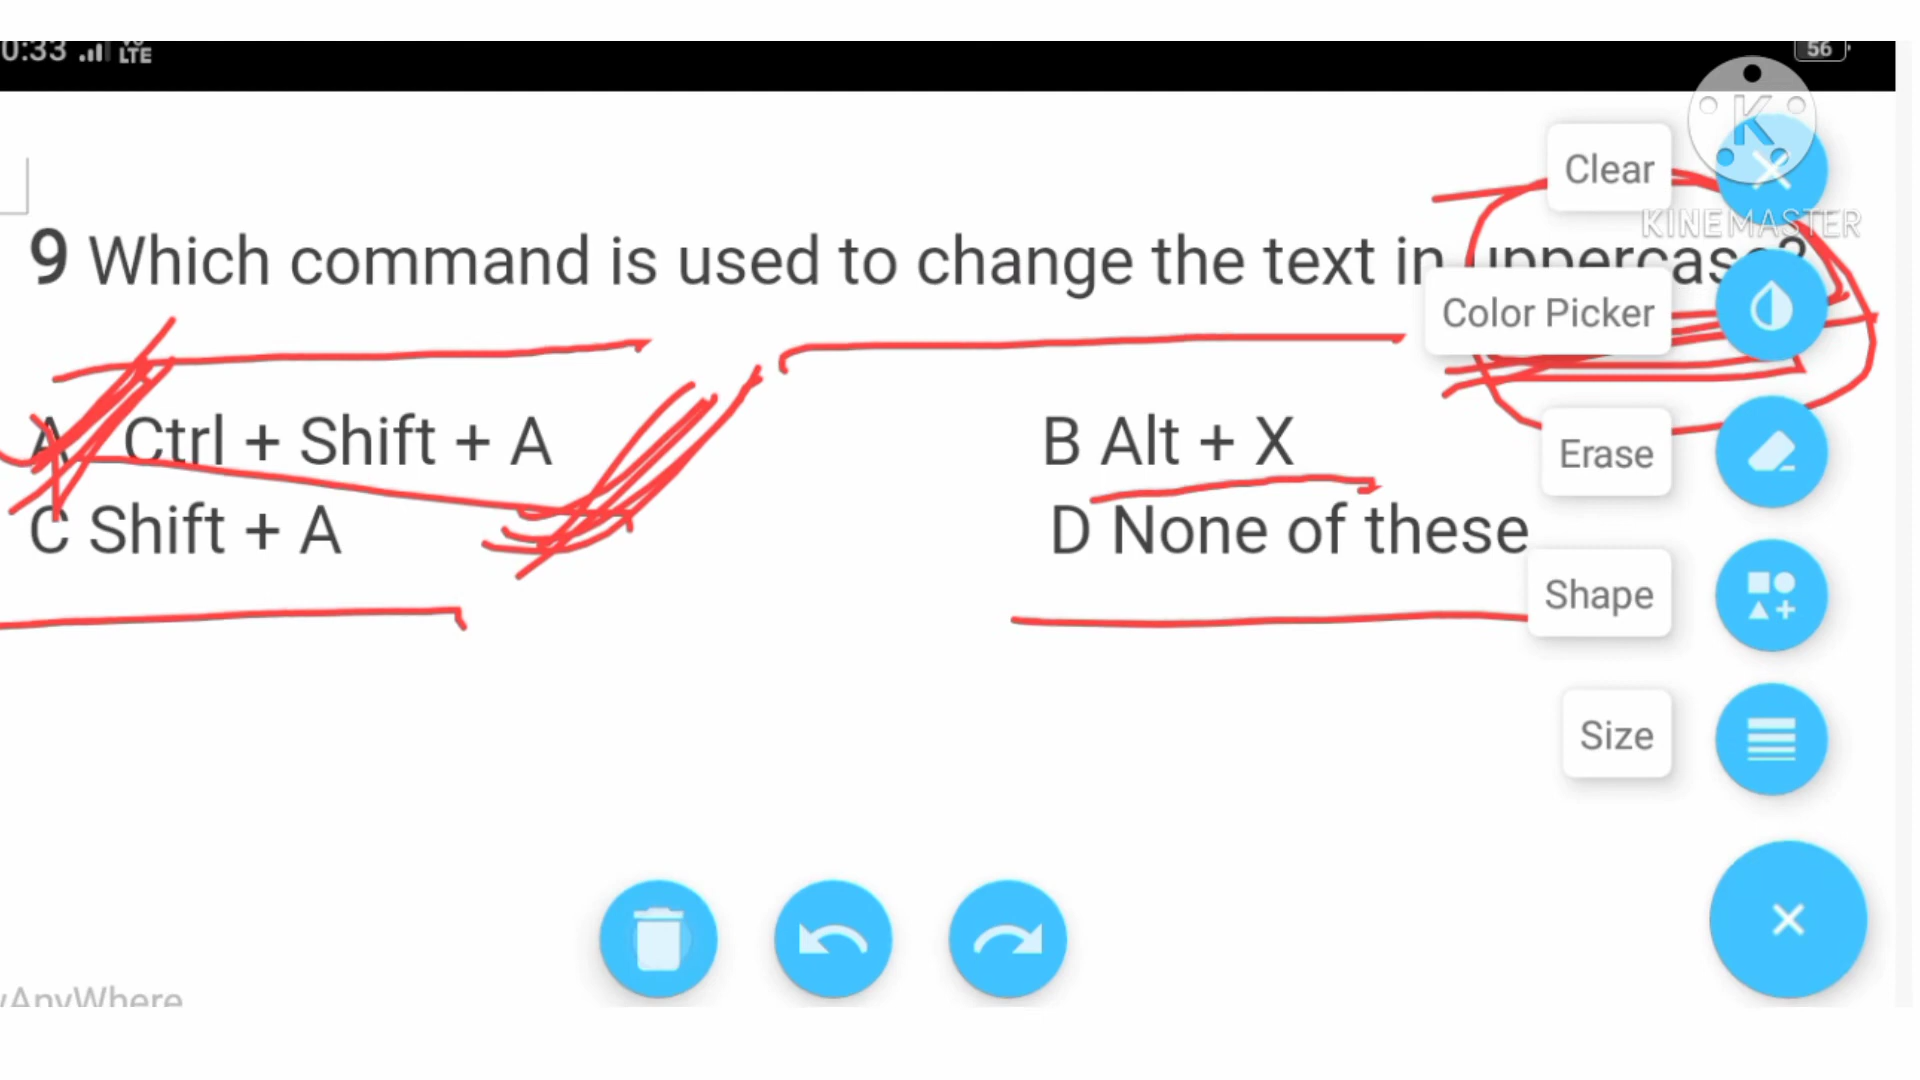 0:33 LTE 56
Clear
KINEMASTER
9 Which command is used to change the text in uppercase?
Color Picker
A Ctrl + Shift + A
B Alt + X
Erase
C Shift + A
D None of these
Shape
Size
AnyWhere